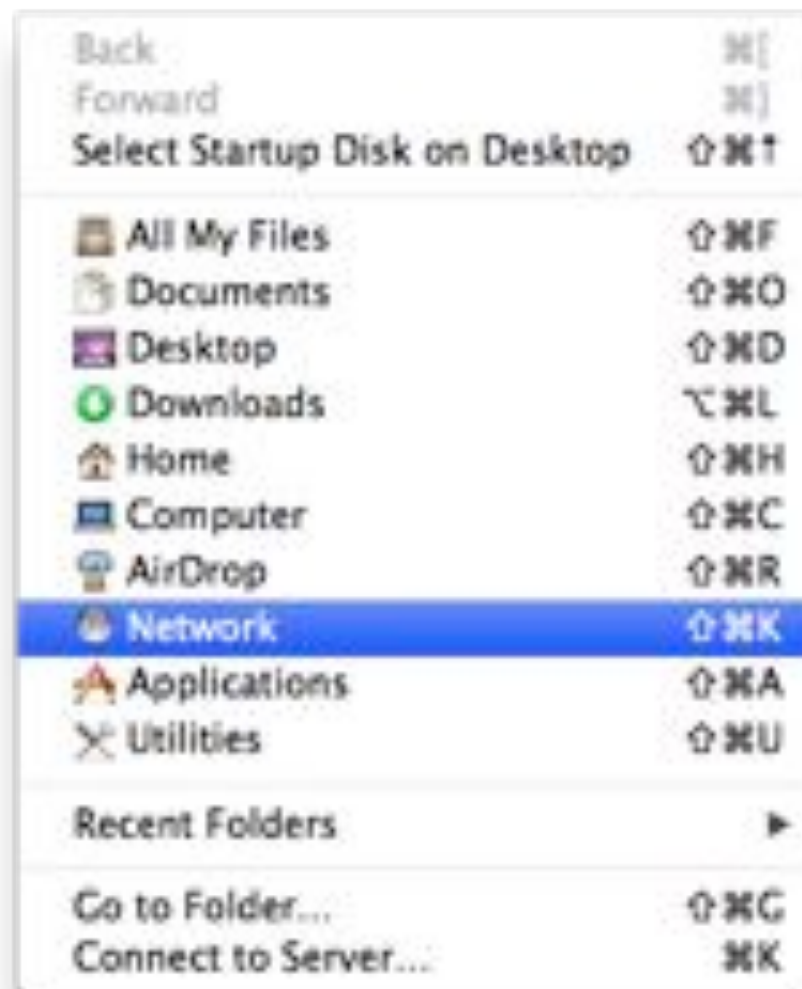 Back ⌘[
Forward ⌘]
Select Startup Disk on Desktop ⇧⌘↑
All My Files ⇧⌘F
Documents ⇧⌘O
Desktop ⇧⌘D
Downloads ⌥⌘L
Home ⇧⌘H
Computer ⇧⌘C
AirDrop ⇧⌘R
Network ⇧⌘K
Applications ⇧⌘A
Utilities ⇧⌘U
Recent Folders ▶
Go to Folder... ⇧⌘G
Connect to Server... ⌘K